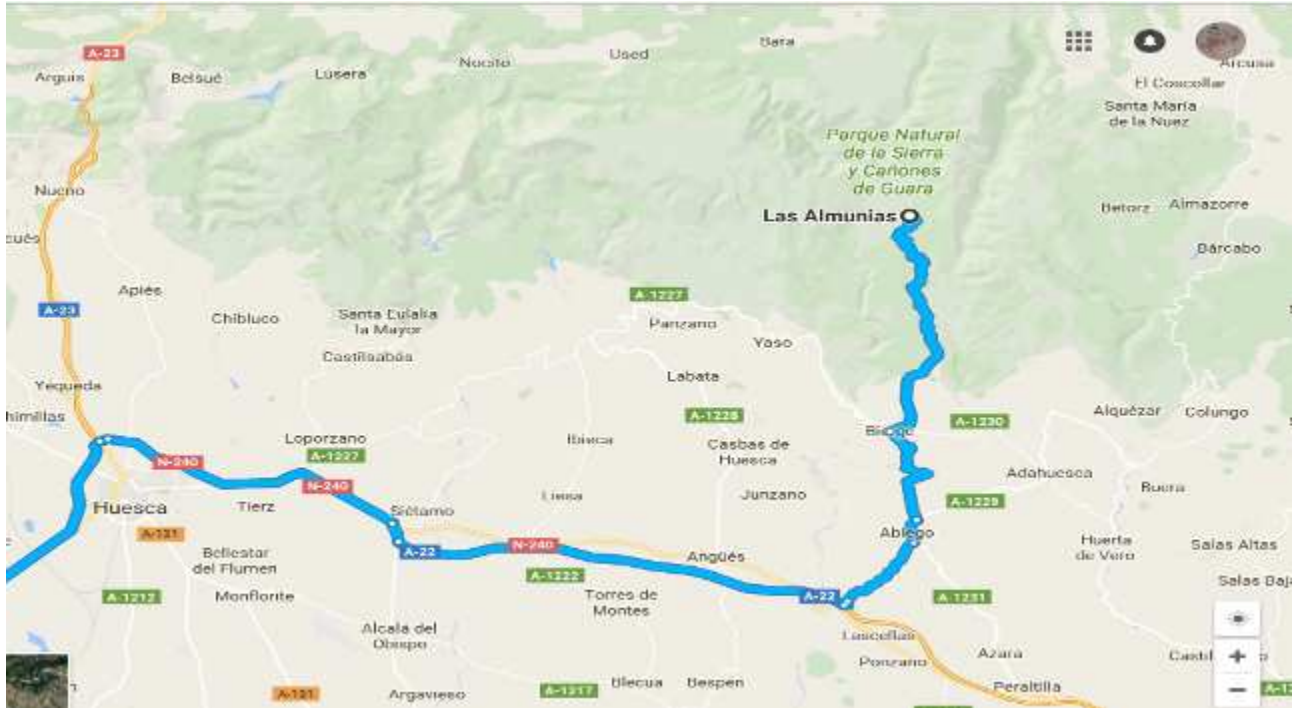 A-23
Arguis
Belsué
Lúsera
Nocito
Used
Bara
Arcusa
El Coscollar
Santa María
de la Nuez
Parque Natural
de la Sierra
y Cañones
de Guara
Nueno
Las Almunias
Betorz
Almazorre
Bárcabo
Apiés
A-23
Chibluco
Santa Eulalia
la Mayor
A-1227
Panzano
Yaso
Castilsabás
Labata
Yequeda
A-1228
Alquézar
Colungo
Bierge
A-1230
Loporzano
A-1227
Ibieca
Casbas de
Huesca
N-240
N-240
Adahuesca
Huesca
Tierz
Siétamo
Liesa
Junzano
A-1229
Buera
A-131
Abiego
Huerta
de Vero
Salas Altas
Bellestar
del Flumen
A-22
N-240
Angüés
A-1222
A-1212
Monflorite
Torres de
Montes
A-22
A-1231
Alcalá del
Obispo
Lascellas
Ponzano
Azara
A-131
Argavieso
A-1217
Blecua
Bespén
Peraltilla